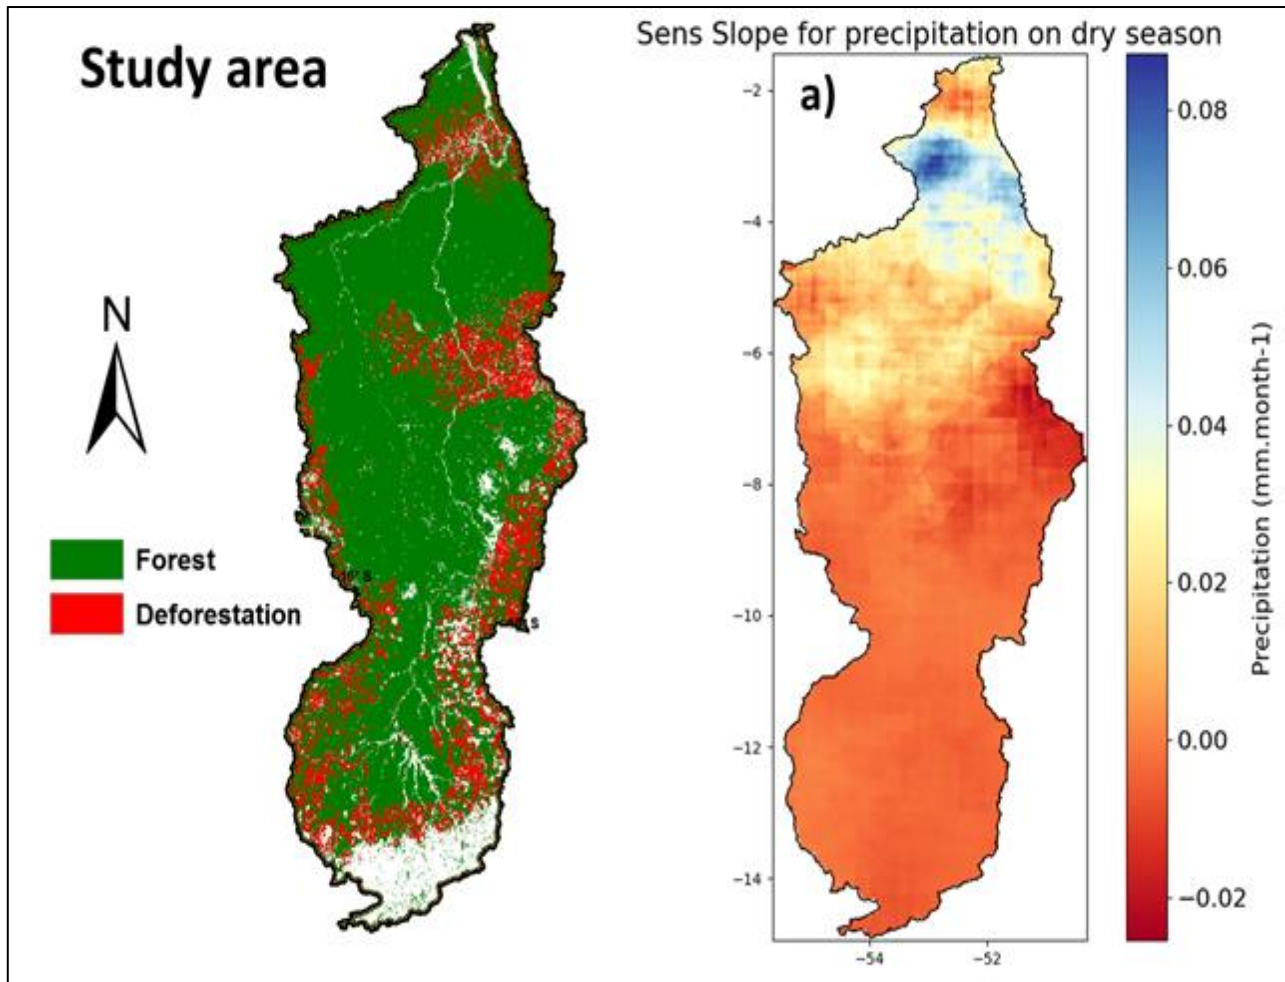 Study area
N
Forest
Deforestation
s
s
Sens Slope for precipitation on dry season
a)
−2
−4
−6
−8
−10
−12
−14
−54
−52
0.08
0.06
0.04
0.02
0.00
−0.02
Precipitation (mm.month-1)